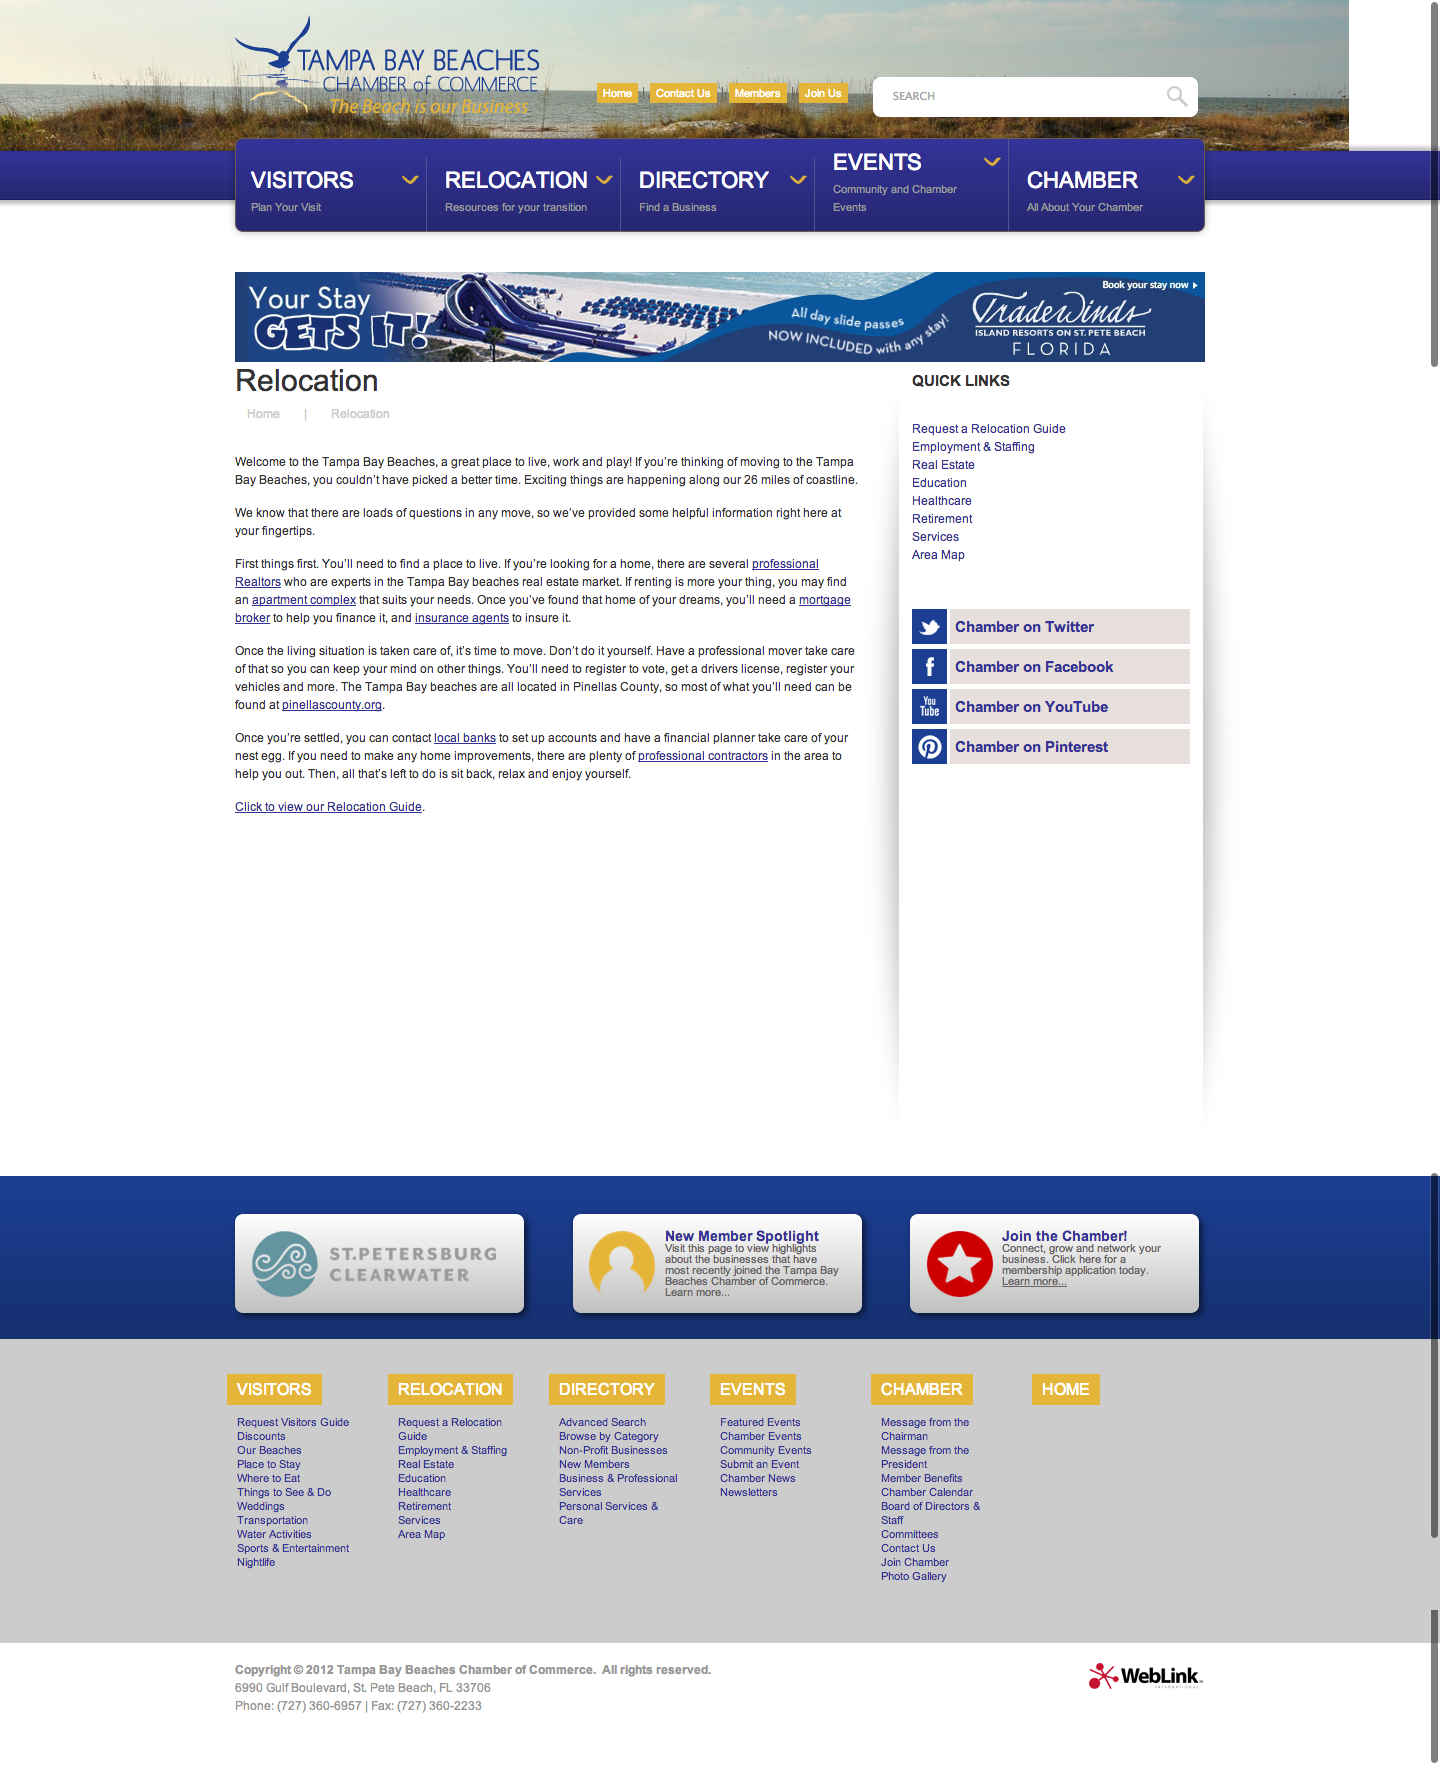 TAMPA BAY BEACHES
CHAMBER of COMMERCE
The Beach is our Business
Home
Contact Us
Members
Join Us
SEARCH
VISITORS
Plan Your Visit
RELOCATION
Resources for your transition
DIRECTORY
Find a Business
EVENTS
Community and Chamber
Events
CHAMBER
All About Your Chamber
Your Stay
GETS IT!
All day slide passes
NOW INCLUDED with any stay!
Book your stay now
TradeWinds
ISLAND RESORTS ON ST. PETE BEACH
FLORIDA
Relocation
Home | Relocation
Welcome to the Tampa Bay Beaches, a great place to live, work and play! If you're thinking of moving to the Tampa
Bay Beaches, you couldn't have picked a better time. Exciting things are happening along our 26 miles of coastline.
We know that there are loads of questions in any move, so we've provided some helpful information right here at
your fingertips.
First things first. You'll need to find a place to live. If you're looking for a home, there are several professional
Realtors who are experts in the Tampa Bay beaches real estate market. If renting is more your thing, you may find
an apartment complex that suits your needs. Once you've found that home of your dreams, you'll need a mortgage
broker to help you finance it, and insurance agents to insure it.
Once the living situation is taken care of, it's time to move. Don't do it yourself. Have a professional mover take care
of that so you can keep your mind on other things. You'll need to register to vote, get a drivers license, register your
vehicles and more. The Tampa Bay beaches are all located in Pinellas County, so most of what you'll need can be
found at pinellascounty.org.
Once you're settled, you can contact local banks to set up accounts and have a financial planner take care of your
nest egg. If you need to make any home improvements, there are plenty of professional contractors in the area to
help you out. Then, all that's left to do is sit back, relax and enjoy yourself.
Click to view our Relocation Guide.
QUICK LINKS
Request a Relocation Guide
Employment & Staffing
Real Estate
Education
Healthcare
Retirement
Services
Area Map
Chamber on Twitter
Chamber on Facebook
You
Tube
Chamber on YouTube
Chamber on Pinterest
ST.PETERSBURG
CLEARWATER
New Member Spotlight
Visit this page to view highlights
about the businesses that have
most recently joined the Tampa Bay
Beaches Chamber of Commerce.
Learn more...
Join the Chamber!
Connect, grow and network your
business. Click here for a
membership application today.
Learn more...
VISITORS
Request Visitors Guide
Discounts
Our Beaches
Place to Stay
Where to Eat
Things to See & Do
Weddings
Transportation
Water Activities
Sports & Entertainment
Nightlife
RELOCATION
Request a Relocation
Guide
Employment & Staffing
Real Estate
Education
Healthcare
Retirement
Services
Area Map
DIRECTORY
Advanced Search
Browse by Category
Non-Profit Businesses
New Members
Business & Professional
Services
Personal Services &
Care
EVENTS
Featured Events
Chamber Events
Community Events
Submit an Event
Chamber News
Newsletters
CHAMBER
Message from the
Chairman
Message from the
President
Member Benefits
Chamber Calendar
Board of Directors &
Staff
Committees
Contact Us
Join Chamber
Photo Gallery
HOME
Copyright © 2012 Tampa Bay Beaches Chamber of Commerce. All rights reserved.
6990 Gulf Boulevard, St. Pete Beach, FL 33706
Phone: (727) 360-6957 | Fax: (727) 360-2233
WebLink
INTERNATIONAL